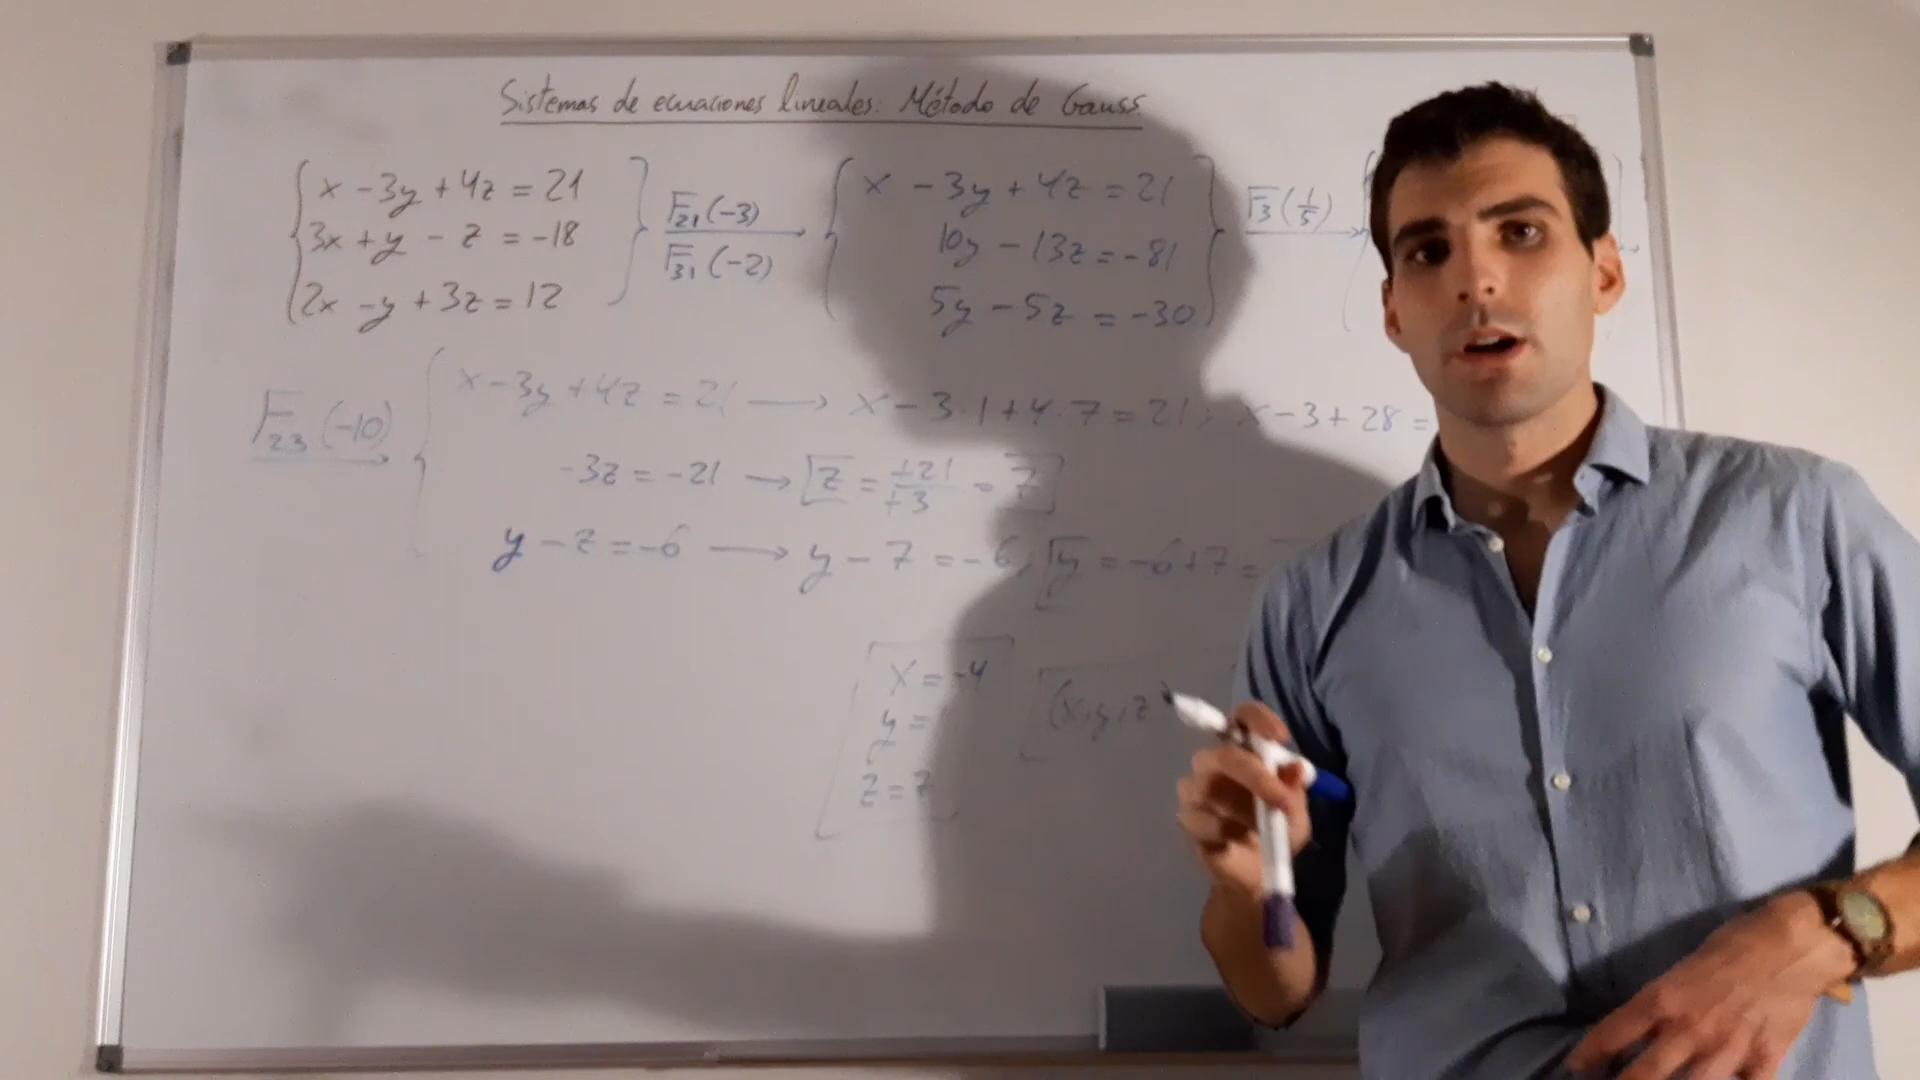 Sistemas de ecuaciones lineales: Método de Gauss
x - 3y + 4z = 21
3x + y - z = -18
2x - y + 3z = 12
F21(-3)
F31(-2)
x - 3y + 4z = 21
10y - 13z = -81
5y - 5z = -30
F3(1/5)
F23(-10)
x - 3y + 4z = 21 → x - 3·1 + 4·7 = 21; x - 3 + 28 =
-3z = -21 → z = +21/+3 = 7
y - z = -6 → y - 7 = -6; y = -6 + 7 =
x = -4
y =
z = 7
(x, y, z